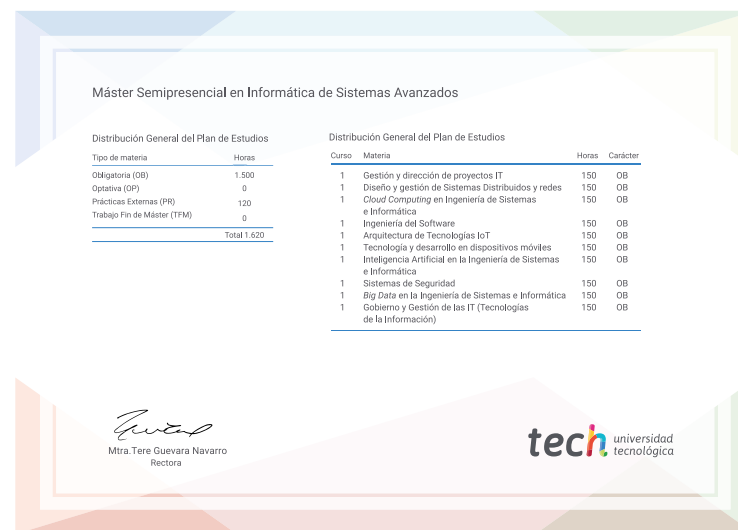 Máster Semipresencial en Informática de Sistemas Avanzados
Distribución General del Plan de Estudios
Tipo de materia Horas
Obligatoria (OB) 1.500
Optativa (OP) 0
Prácticas Externas (PR) 120
Trabajo Fin de Máster (TFM) 0
Total 1.620
Distribución General del Plan de Estudios
Curso Materia Horas Carácter
1 Gestión y dirección de proyectos IT 150 OB
1 Diseño y gestión de Sistemas Distribuidos y redes 150 OB
1 Cloud Computing en Ingeniería de Sistemas 150 OB
e Informática
1 Ingeniería del Software 150 OB
1 Arquitectura de Tecnologías IoT 150 OB
1 Tecnología y desarrollo en dispositivos móviles 150 OB
1 Inteligencia Artificial en la Ingeniería de Sistemas 150 OB
e Informática
1 Sistemas de Seguridad 150 OB
1 Big Data en la Ingeniería de Sistemas e Informática 150 OB
1 Gobierno y Gestión de las IT (Tecnologías 150 OB
de la Información)
Mtra.Tere Guevara Navarro
Rectora
tech universidad
tecnológica